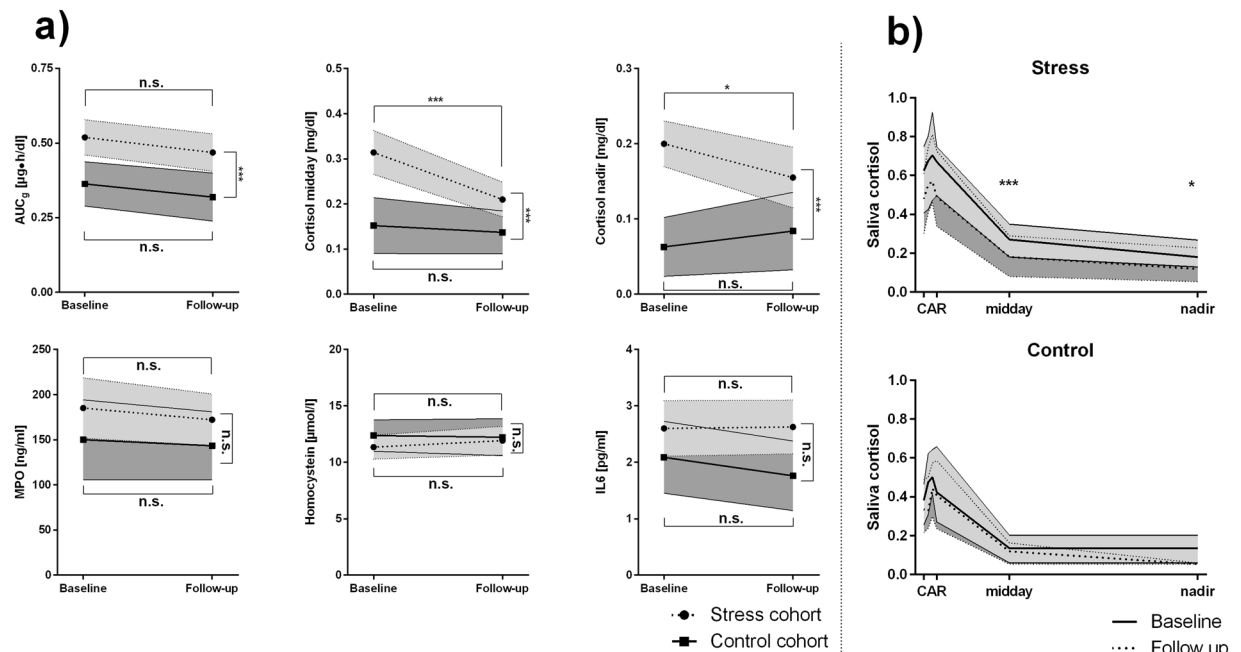 a)
0.75
0.50
0.25
0.00
AUCg [µg•h/dl]
n.s.
***
n.s.
Baseline
Follow-up
0.5
0.4
0.3
0.2
0.1
0.0
Cortisol midday [mg/dl]
***
***
n.s.
Baseline
Follow-up
0.3
0.2
0.1
0.0
Cortisol nadir [mg/dl]
*
***
n.s.
Baseline
Follow-up
250
200
150
100
50
0
MPO [ng/ml]
n.s.
n.s.
n.s.
Baseline
Follow-up
20
15
10
5
0
Homocystein [µmol/l]
n.s.
n.s.
n.s.
Baseline
Follow-up
4
3
2
1
0
IL6 [pg/ml]
n.s.
n.s.
n.s.
Baseline
Follow-up
Stress cohort
Control cohort
b)
Stress
1.0
0.8
0.6
0.4
0.2
0.0
Saliva cortisol
***
*
CAR
midday
nadir
Control
1.0
0.8
0.6
0.4
0.2
0.0
Saliva cortisol
CAR
midday
nadir
Baseline
Follow up